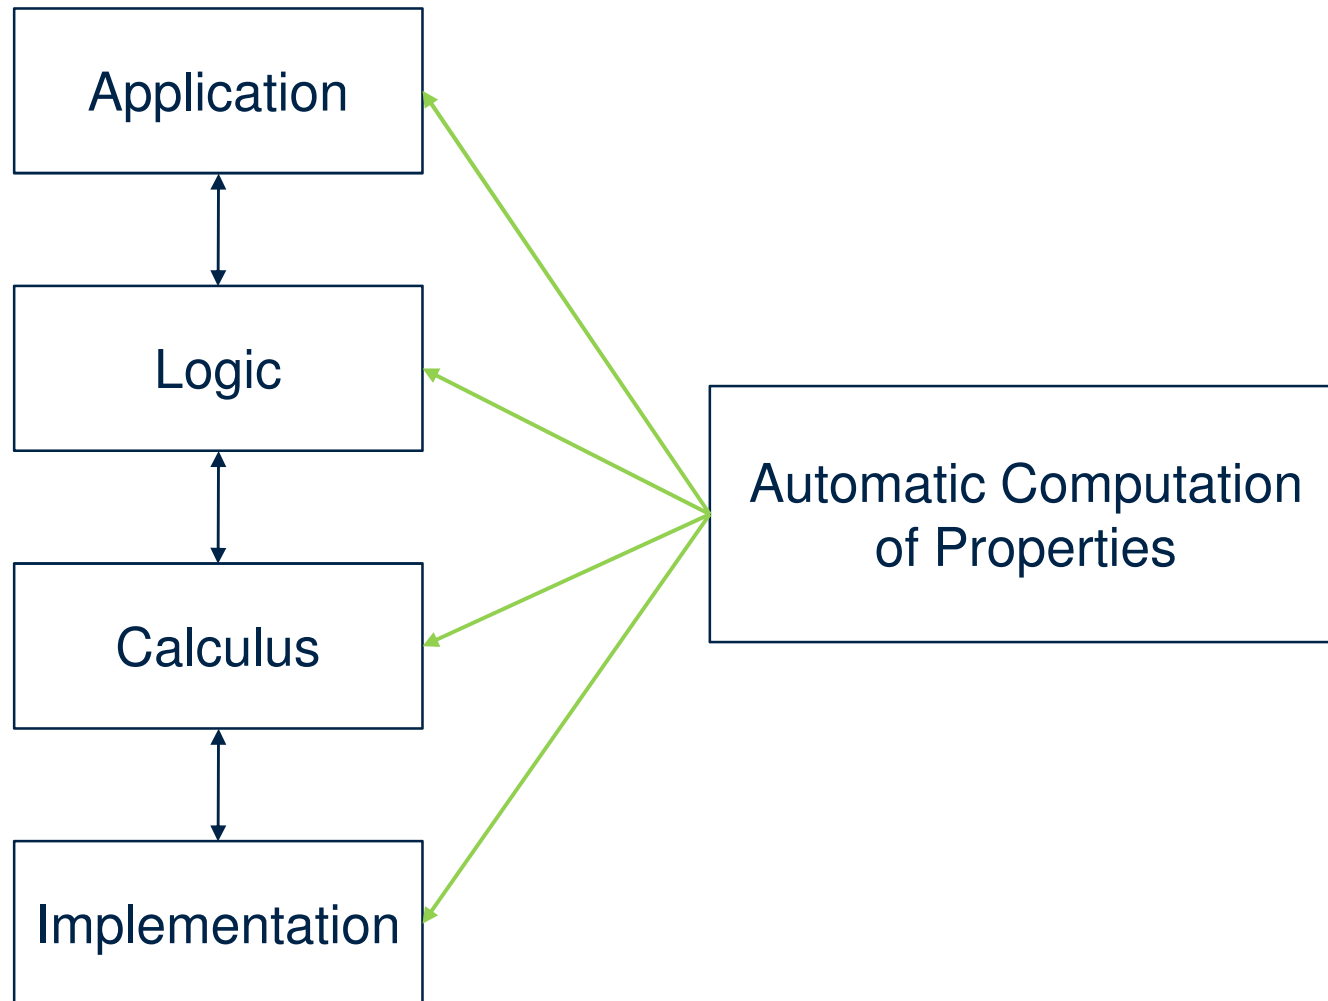 Application
Logic
Automatic Computation
of Properties
Calculus
Implementation